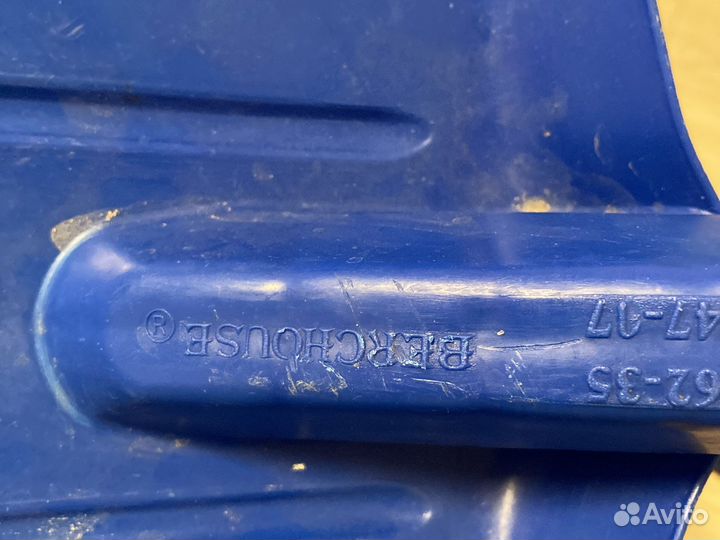 BERCHOUSE ®
62-35
47-17
Avito